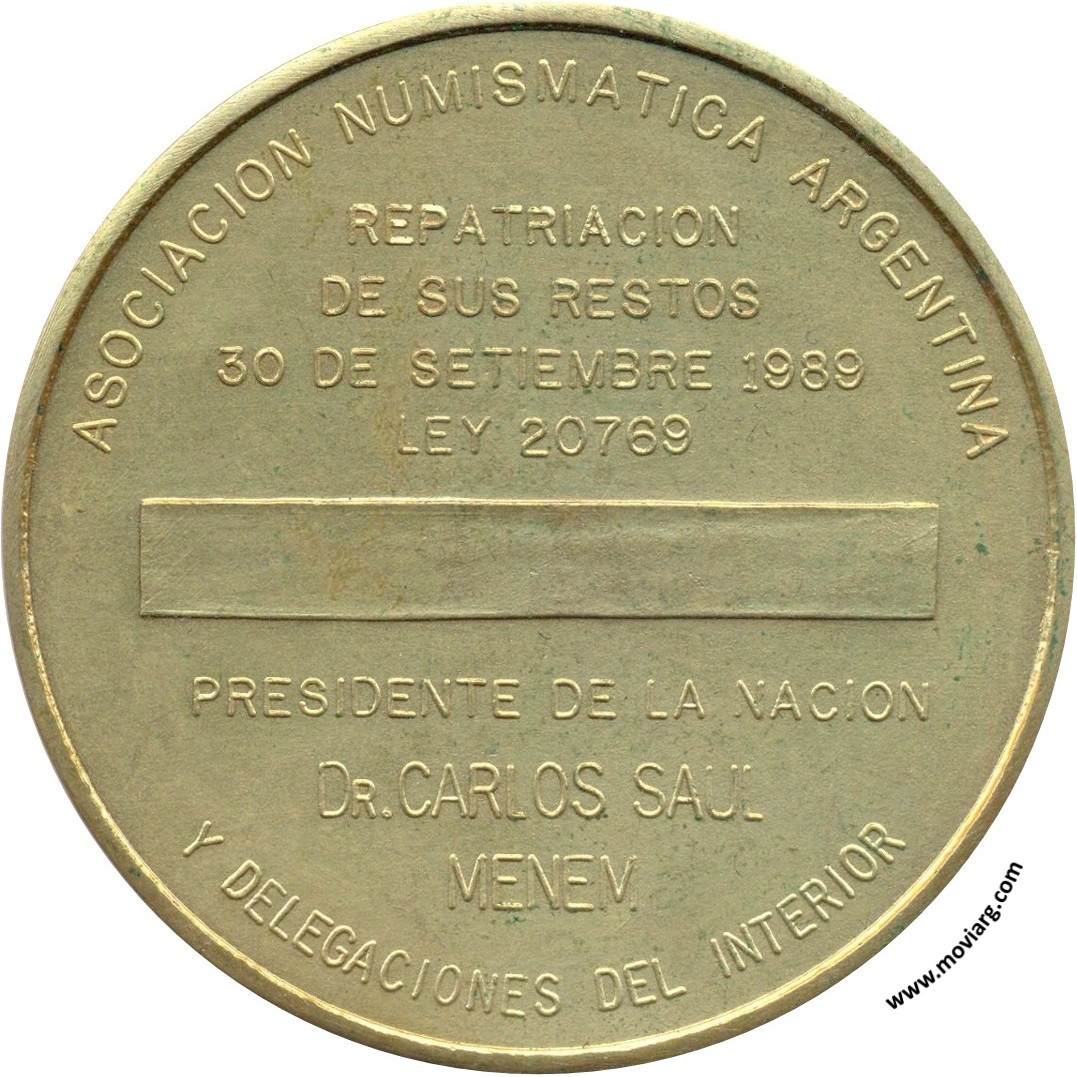 ASOCIACION NUMISMATICA ARGENTINA
REPATRIACION
DE SUS RESTOS
30 DE SETIEMBRE 1989
LEY 20769
PRESIDENTE DE LA NACION
DR. CARLOS SAUL
MENEM
Y DELEGACIONES DEL INTERIOR
www.moviarg.com